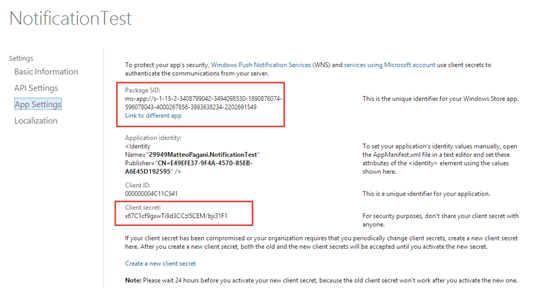 NotificationTest
Settings
Basic Information
API Settings
App Settings
Localization
To protect your app's security, Windows Push Notification Services (WNS) and services using Microsoft account use client secrets to
authenticate the communications from your server.
Package SID:
ms-app://s-1-15-2-3408799042-3494098530-1890876074-
596078043-4000267856-3993638234-2202691549
Link to different app
This is the unique identifier for your Windows Store app.
Application identity:
<Identity
Name="29949MatteoPagani.NotificationTest"
Publisher="CN=E49EFE37-9F4A-4570-85EB-
A6E45D192595" />
To set your application's identity values manually, open
the AppManifest.xml file in a text editor and set these
attributes of the <identity> element using the values
shown here.
Client ID:
000000004C11C541
This is a unique identifier for your application.
Client secret:
x67C1cf9gxwTi9d3CCzI5CEM/bji31F1
For security purposes, don't share your client secret with
anyone.
If your client secret has been compromised or your organization requires that you periodically change client secrets, create a new client secret
here. After you create a new client secret, both the old and the new client secrets will be accepted until you activate the new secret.
Create a new client secret
Note: Please wait 24 hours before you activate your new client secret, because the old client secret won't work after you activate the new one.